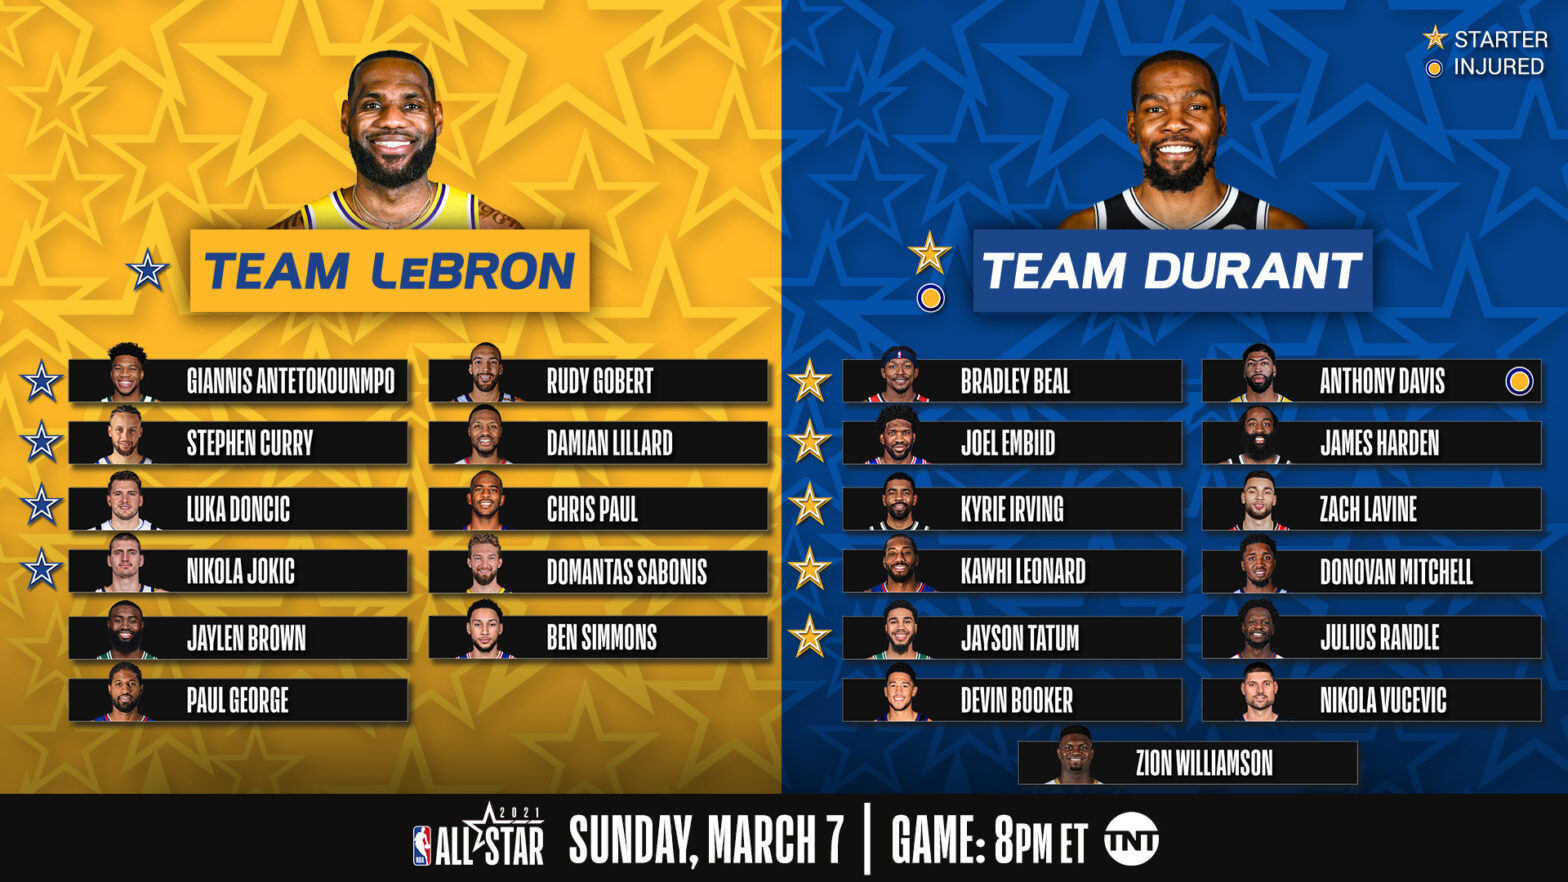 STARTER
INJURED
TEAM LeBRON
TEAM DURANT
GIANNIS ANTETOKOUNMPO
STEPHEN CURRY
LUKA DONCIC
NIKOLA JOKIC
JAYLEN BROWN
PAUL GEORGE
RUDY GOBERT
DAMIAN LILLARD
CHRIS PAUL
DOMANTAS SABONIS
BEN SIMMONS
BRADLEY BEAL
JOEL EMBIID
KYRIE IRVING
KAWHI LEONARD
JAYSON TATUM
DEVIN BOOKER
ANTHONY DAVIS
JAMES HARDEN
ZACH LAVINE
DONOVAN MITCHELL
JULIUS RANDLE
NIKOLA VUCEVIC
ZION WILLIAMSON
2021
NBA ALL STAR
SUNDAY, MARCH 7 | GAME: 8PM ET TNT